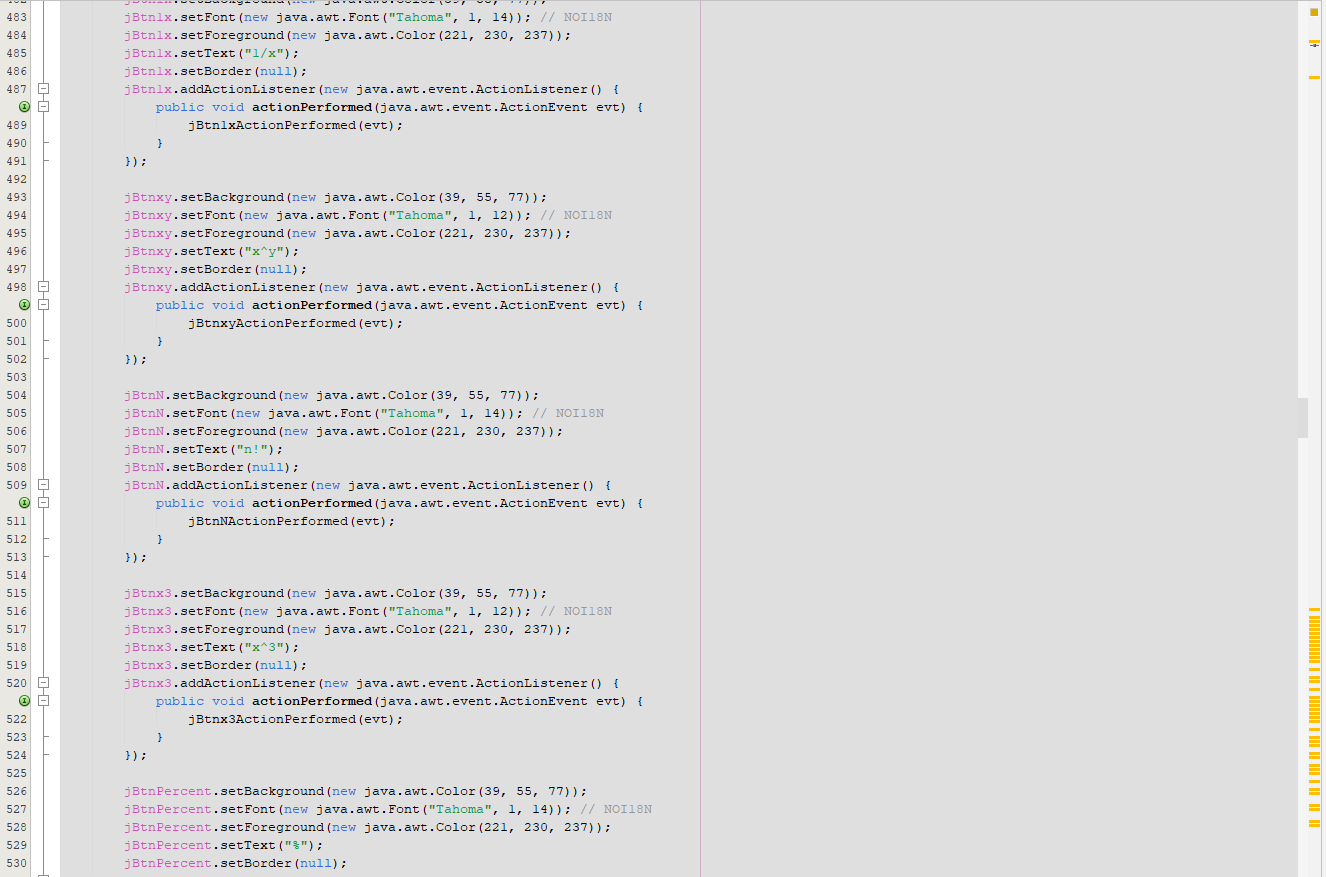 483 jBtn1x.setFont(new java.awt.Font("Tahoma", 1, 14)); // NOI18N
484 jBtn1x.setForeground(new java.awt.Color(221, 230, 237));
485 jBtn1x.setText("1/x");
486 jBtn1x.setBorder(null);
487 jBtn1x.addActionListener(new java.awt.event.ActionListener() {
public void actionPerformed(java.awt.event.ActionEvent evt) {
489 jBtn1xActionPerformed(evt);
490 }
491 });
492
493 jBtnxy.setBackground(new java.awt.Color(39, 55, 77));
494 jBtnxy.setFont(new java.awt.Font("Tahoma", 1, 12)); // NOI18N
495 jBtnxy.setForeground(new java.awt.Color(221, 230, 237));
496 jBtnxy.setText("x^y");
497 jBtnxy.setBorder(null);
498 jBtnxy.addActionListener(new java.awt.event.ActionListener() {
public void actionPerformed(java.awt.event.ActionEvent evt) {
500 jBtnxyActionPerformed(evt);
501 }
502 });
503
504 jBtnN.setBackground(new java.awt.Color(39, 55, 77));
505 jBtnN.setFont(new java.awt.Font("Tahoma", 1, 14)); // NOI18N
506 jBtnN.setForeground(new java.awt.Color(221, 230, 237));
507 jBtnN.setText("n!");
508 jBtnN.setBorder(null);
509 jBtnN.addActionListener(new java.awt.event.ActionListener() {
public void actionPerformed(java.awt.event.ActionEvent evt) {
511 jBtnNActionPerformed(evt);
512 }
513 });
514
515 jBtnx3.setBackground(new java.awt.Color(39, 55, 77));
516 jBtnx3.setFont(new java.awt.Font("Tahoma", 1, 12)); // NOI18N
517 jBtnx3.setForeground(new java.awt.Color(221, 230, 237));
518 jBtnx3.setText("x^3");
519 jBtnx3.setBorder(null);
520 jBtnx3.addActionListener(new java.awt.event.ActionListener() {
public void actionPerformed(java.awt.event.ActionEvent evt) {
522 jBtnx3ActionPerformed(evt);
523 }
524 });
525
526 jBtnPercent.setBackground(new java.awt.Color(39, 55, 77));
527 jBtnPercent.setFont(new java.awt.Font("Tahoma", 1, 14)); // NOI18N
528 jBtnPercent.setForeground(new java.awt.Color(221, 230, 237));
529 jBtnPercent.setText("%");
530 jBtnPercent.setBorder(null);